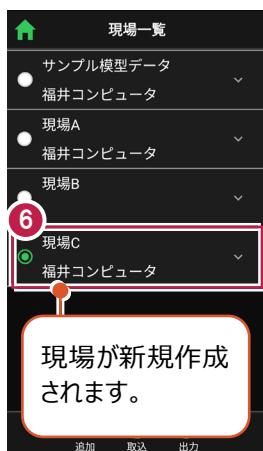 現場一覧
サンプル模型データ
福井コンピュータ
現場A
福井コンピュータ
現場B
6
現場C
福井コンピュータ
現場が新規作成
されます。
追加 取込 出力